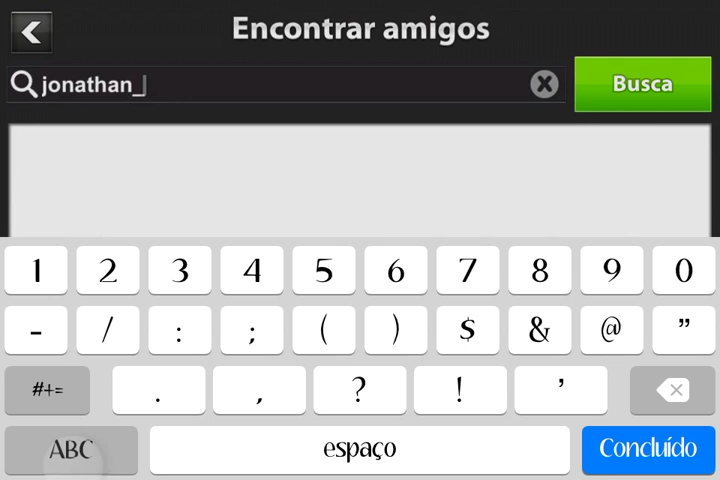 Encontrar amigos
jonathan_
Busca
1 2 3 4 5 6 7 8 9 0
- / : ; ( ) $ & @ ”
#+= . , ? ! ’
ABC espaço Concluído